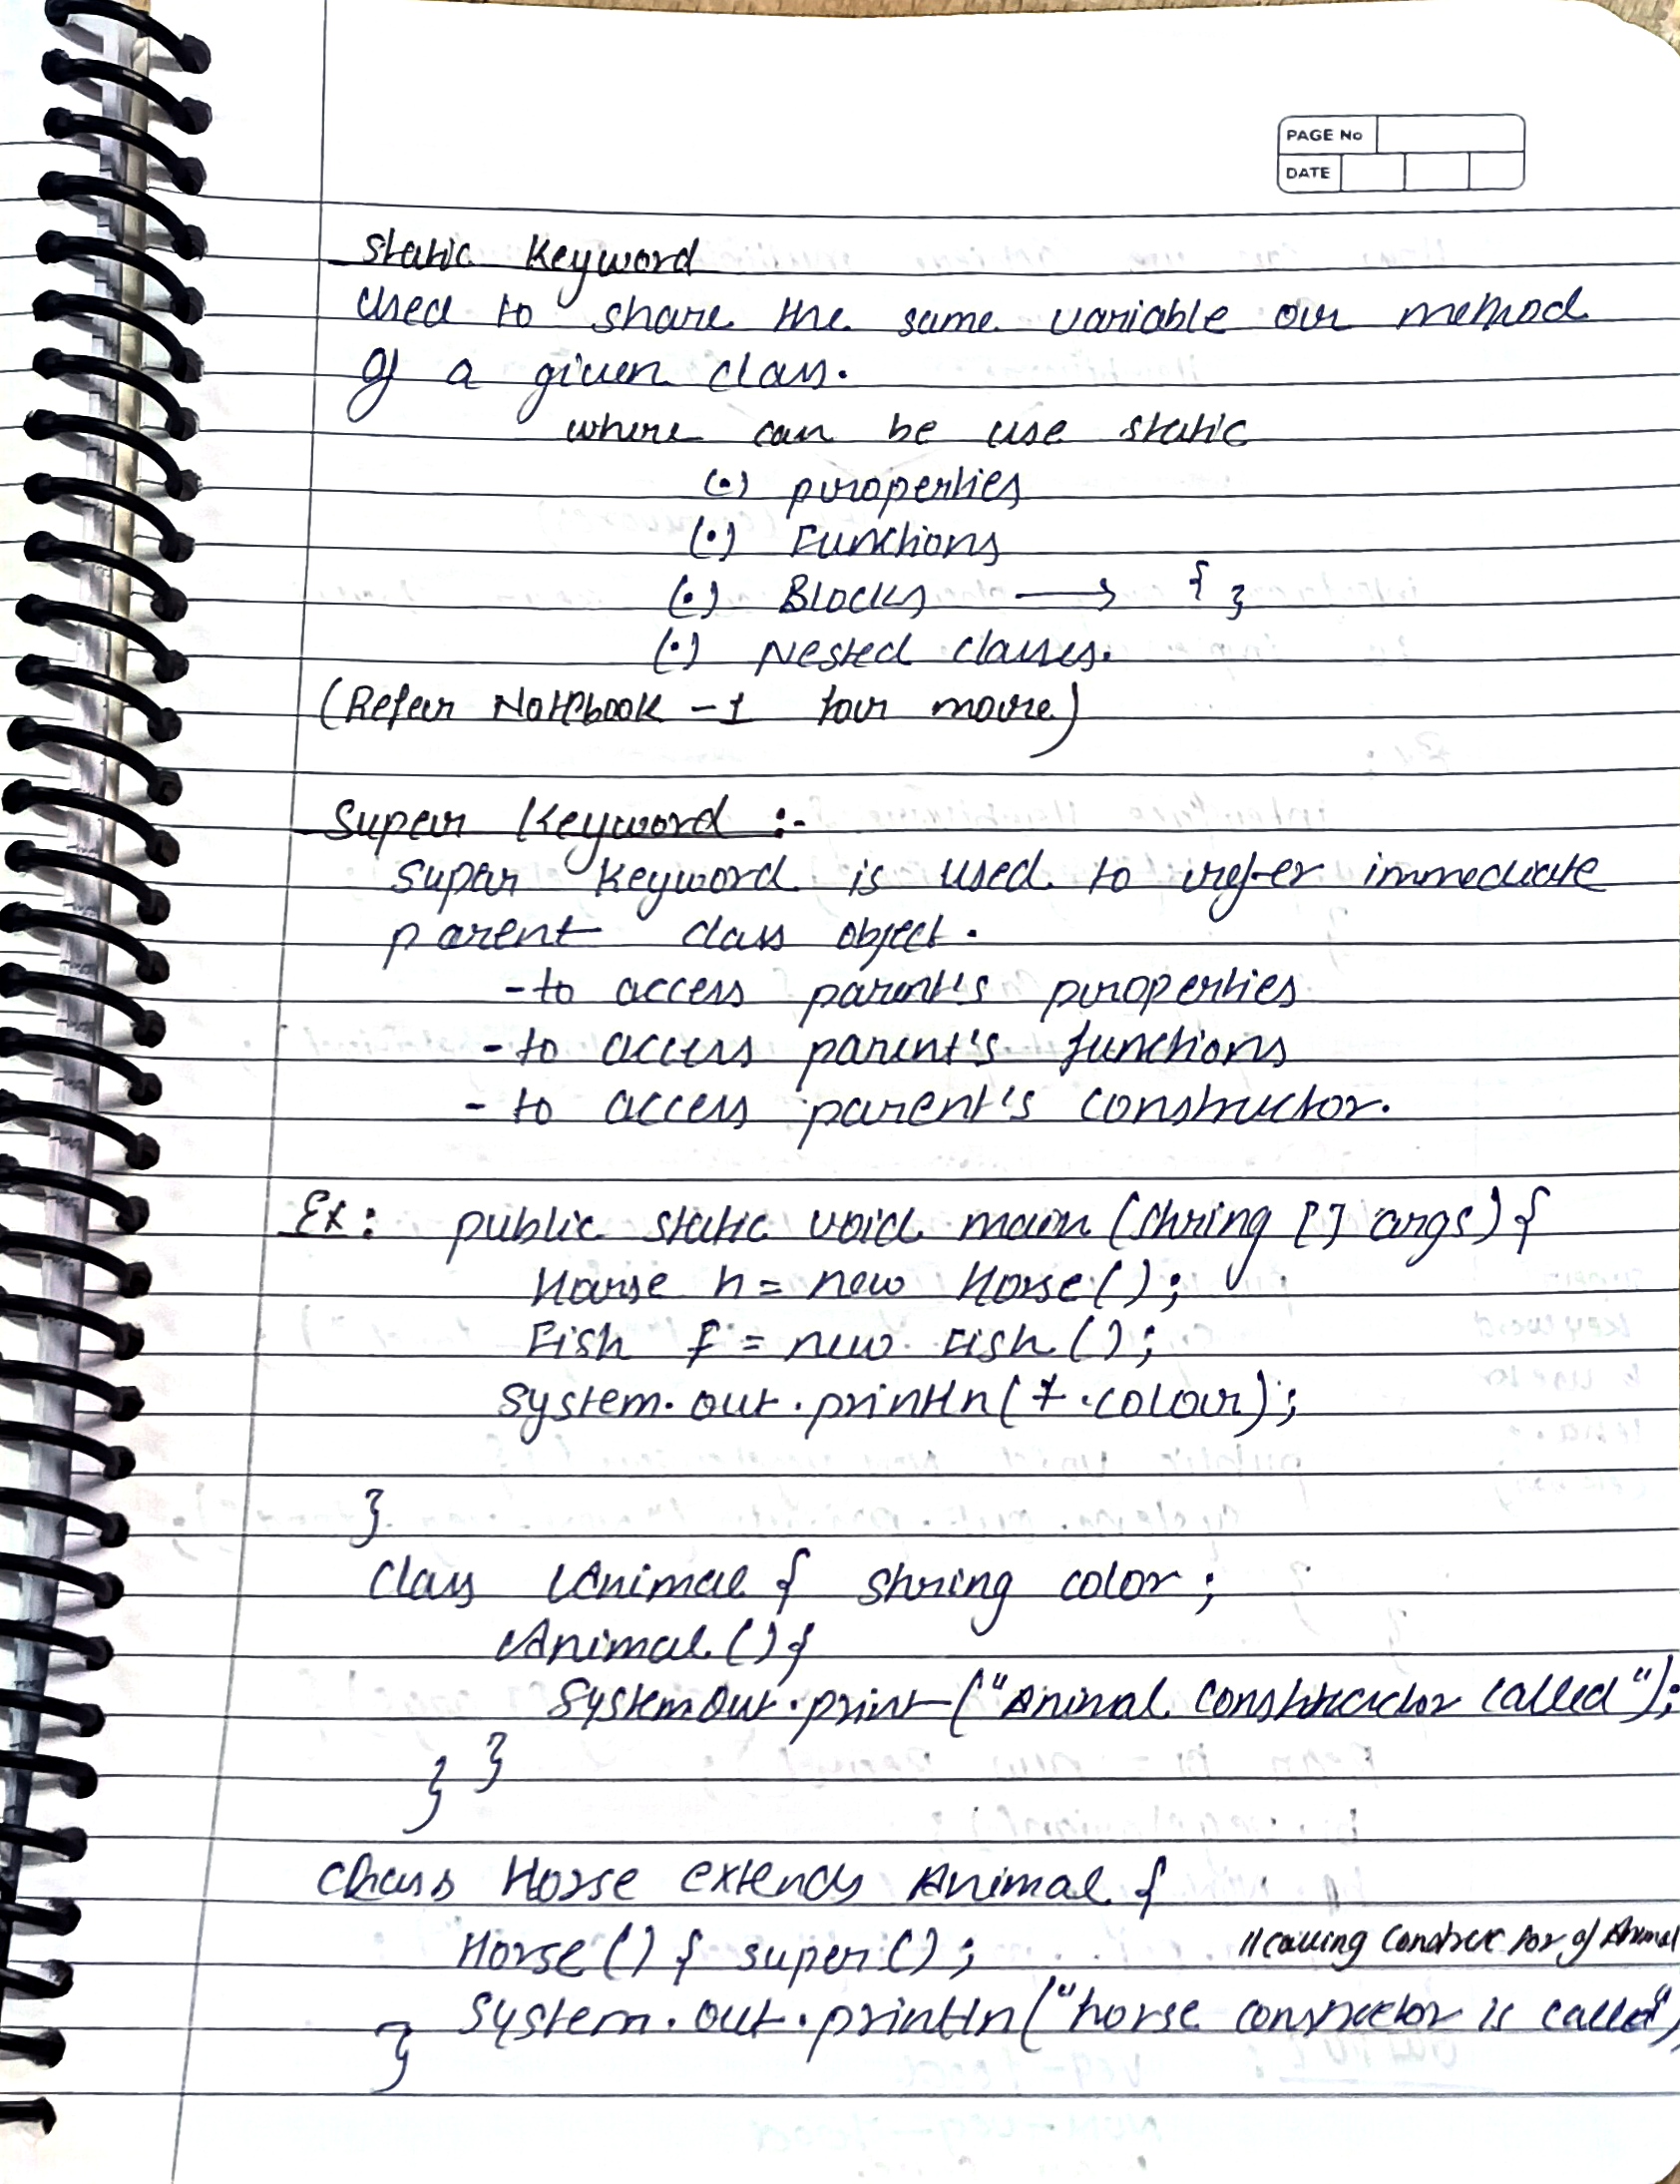 PAGE No
DATE
Static Keyword
Used to share the same variable or method
of a given class.
where can be use static
(•) properties
(•) Functions
(•) Blocks → { }
(•) Nested classes.
(Refer Notebook -1 for more)
Super Keyword :-
Super Keyword is used to refer immediate
parent class object.
- to access parent's properties
- to access parent's functions
- to access parent's constructor.
Ex: public static void main (String [] args) {
Horse h = new Horse();
Fish f = new Fish();
System.out.println(f.colour);
}
Class Animal { String color;
Animal() {
System.out.print("Animal constructor called");
} }
Class Horse extends Animal {
Horse() { super(); //calling constructor of Animal
System.out.println("horse constructor is called")
}